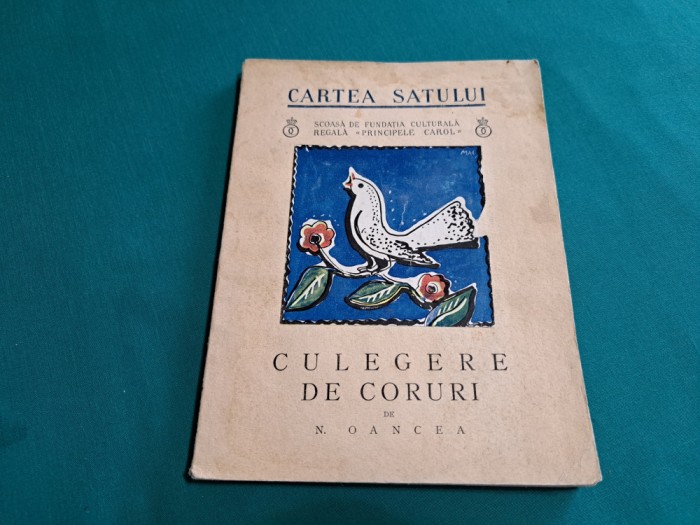 CARTEA SATULUI
SCOASĂ DE FUNDAȚIA CULTURALĂ
REGALĂ «PRINCIPELE CAROL»
CULEGERE
DE CORURI
DE
N. OANCEA